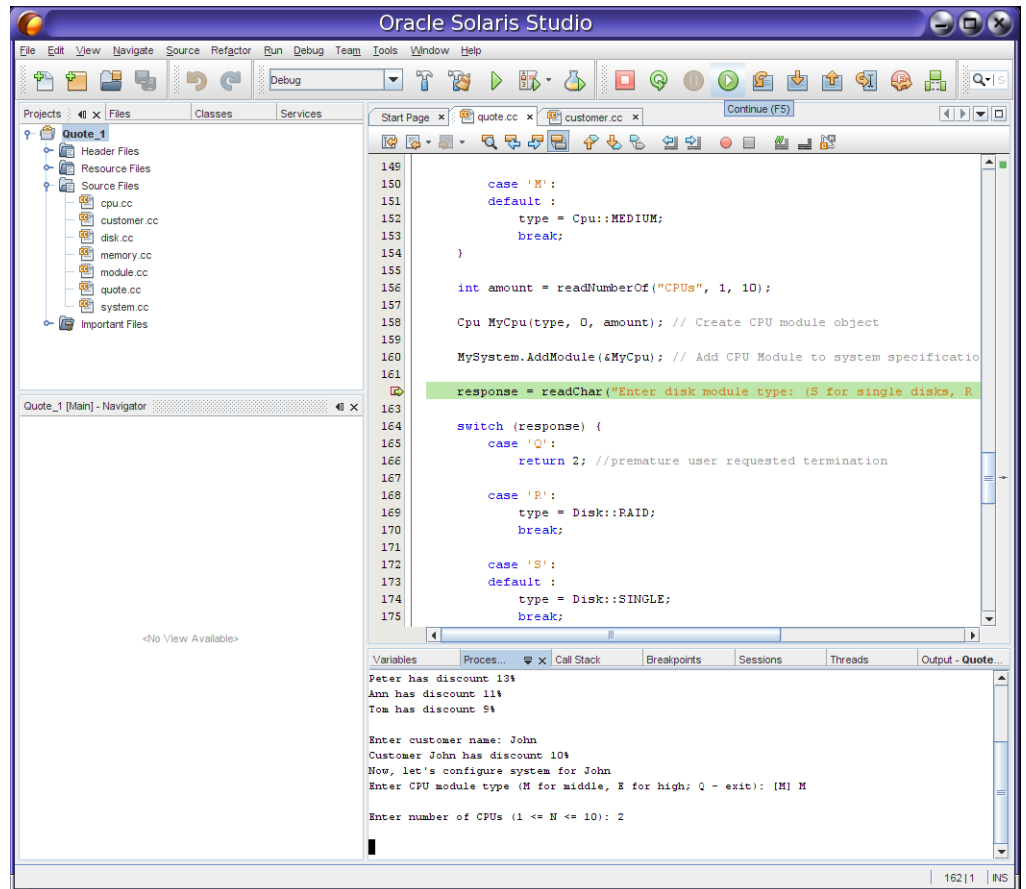 Oracle Solaris Studio
File Edit View Navigate Source Refactor Run Debug Team Tools Window Help
Debug
Projects Files Classes Services
Quote_1
Header Files
Resource Files
Source Files
cpu.cc
customer.cc
disk.cc
memory.cc
module.cc
quote.cc
system.cc
Important Files
Quote_1 [Main] - Navigator
<No View Available>
Start Page quote.cc customer.cc
Continue (F5)
149
150 case 'M':
151 default :
152 type = Cpu::MEDIUM;
153 break;
154 }
155
156 int amount = readNumberOf("CPUs", 1, 10);
157
158 Cpu MyCpu(type, 0, amount); // Create CPU module object
159
160 MySystem.AddModule(&MyCpu); // Add CPU Module to system specificatio
161
response = readChar("Enter disk module type: (S for single disks, R
163
164 switch (response) {
165 case 'Q':
166 return 2; //premature user requested termination
167
168 case 'R':
169 type = Disk::RAID;
170 break;
171
172 case 'S':
173 default :
174 type = Disk::SINGLE;
175 break;
Variables Proces... Call Stack Breakpoints Sessions Threads Output - Quote...
Peter has discount 13%
Ann has discount 11%
Tom has discount 9%
Enter customer name: John
Customer John has discount 10%
Now, let's configure system for John
Enter CPU module type (M for middle, E for high; Q - exit): [M] M
Enter number of CPUs (1 <= N <= 10): 2
162|1 INS